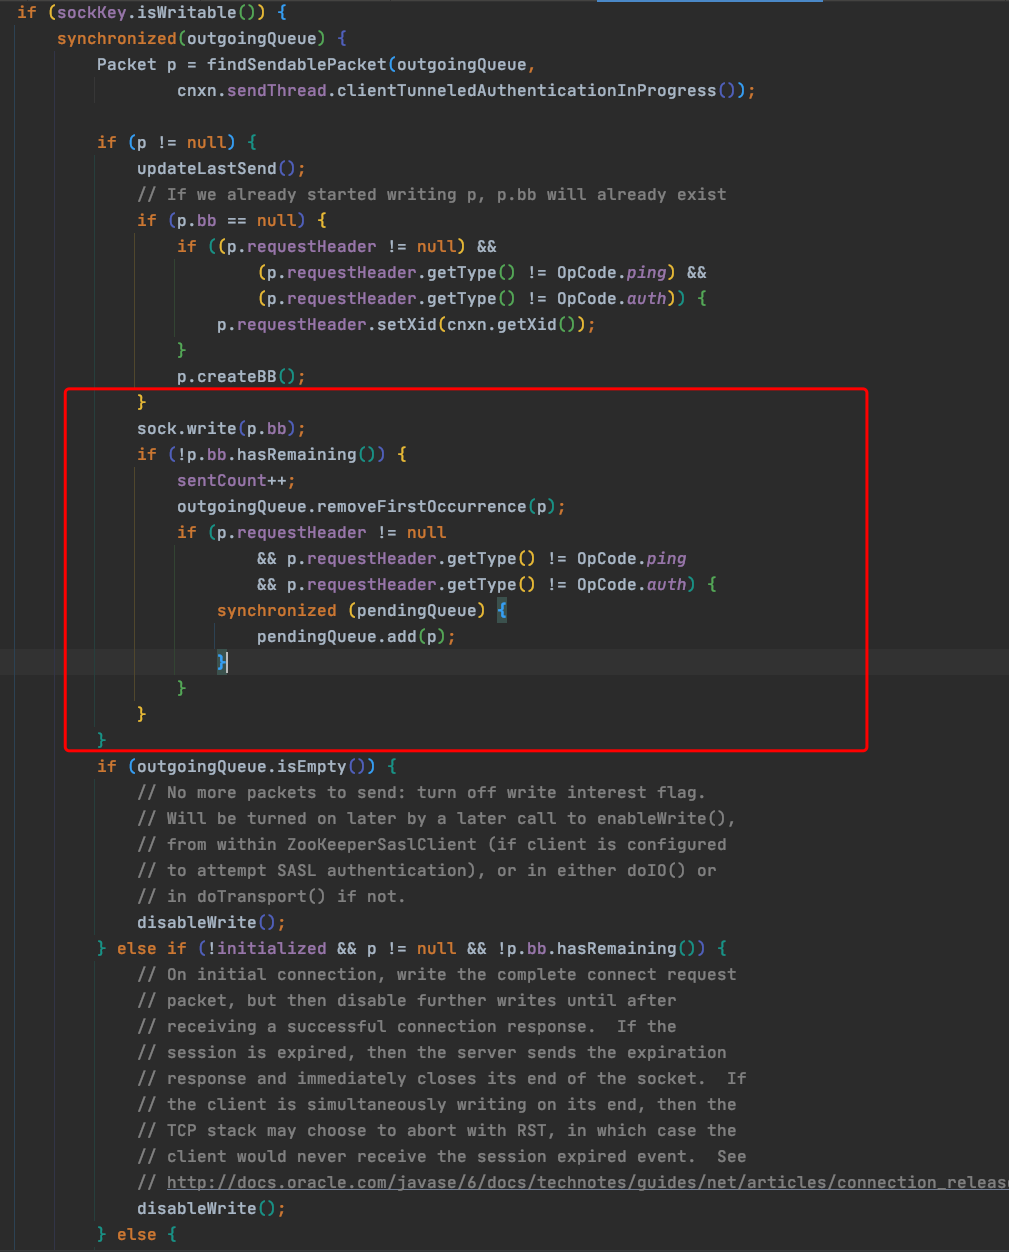 if (sockKey.isWritable()) {
synchronized(outgoingQueue) {
Packet p = findSendablePacket(outgoingQueue,
cnxn.sendThread.clientTunneledAuthenticationInProgress());
if (p != null) {
updateLastSend();
// If we already started writing p, p.bb will already exist
if (p.bb == null) {
if ((p.requestHeader != null) &&
(p.requestHeader.getType() != OpCode.ping) &&
(p.requestHeader.getType() != OpCode.auth)) {
p.requestHeader.setXid(cnxn.getXid());
}
p.createBB();
}
sock.write(p.bb);
if (!p.bb.hasRemaining()) {
sentCount++;
outgoingQueue.removeFirstOccurrence(p);
if (p.requestHeader != null
&& p.requestHeader.getType() != OpCode.ping
&& p.requestHeader.getType() != OpCode.auth) {
synchronized (pendingQueue) {
pendingQueue.add(p);
}
}
}
}
if (outgoingQueue.isEmpty()) {
// No more packets to send: turn off write interest flag.
// Will be turned on later by a later call to enableWrite(),
// from within ZooKeeperSaslClient (if client is configured
// to attempt SASL authentication), or in either doIO() or
// in doTransport() if not.
disableWrite();
} else if (!initialized && p != null && !p.bb.hasRemaining()) {
// On initial connection, write the complete connect request
// packet, but then disable further writes until after
// receiving a successful connection response.  If the
// session is expired, then the server sends the expiration
// response and immediately closes its end of the socket.  If
// the client is simultaneously writing on its end, then the
// TCP stack may choose to abort with RST, in which case the
// client would never receive the session expired event.  See
// http://docs.oracle.com/javase/6/docs/technotes/guides/net/articles/connection_release
disableWrite();
} else {